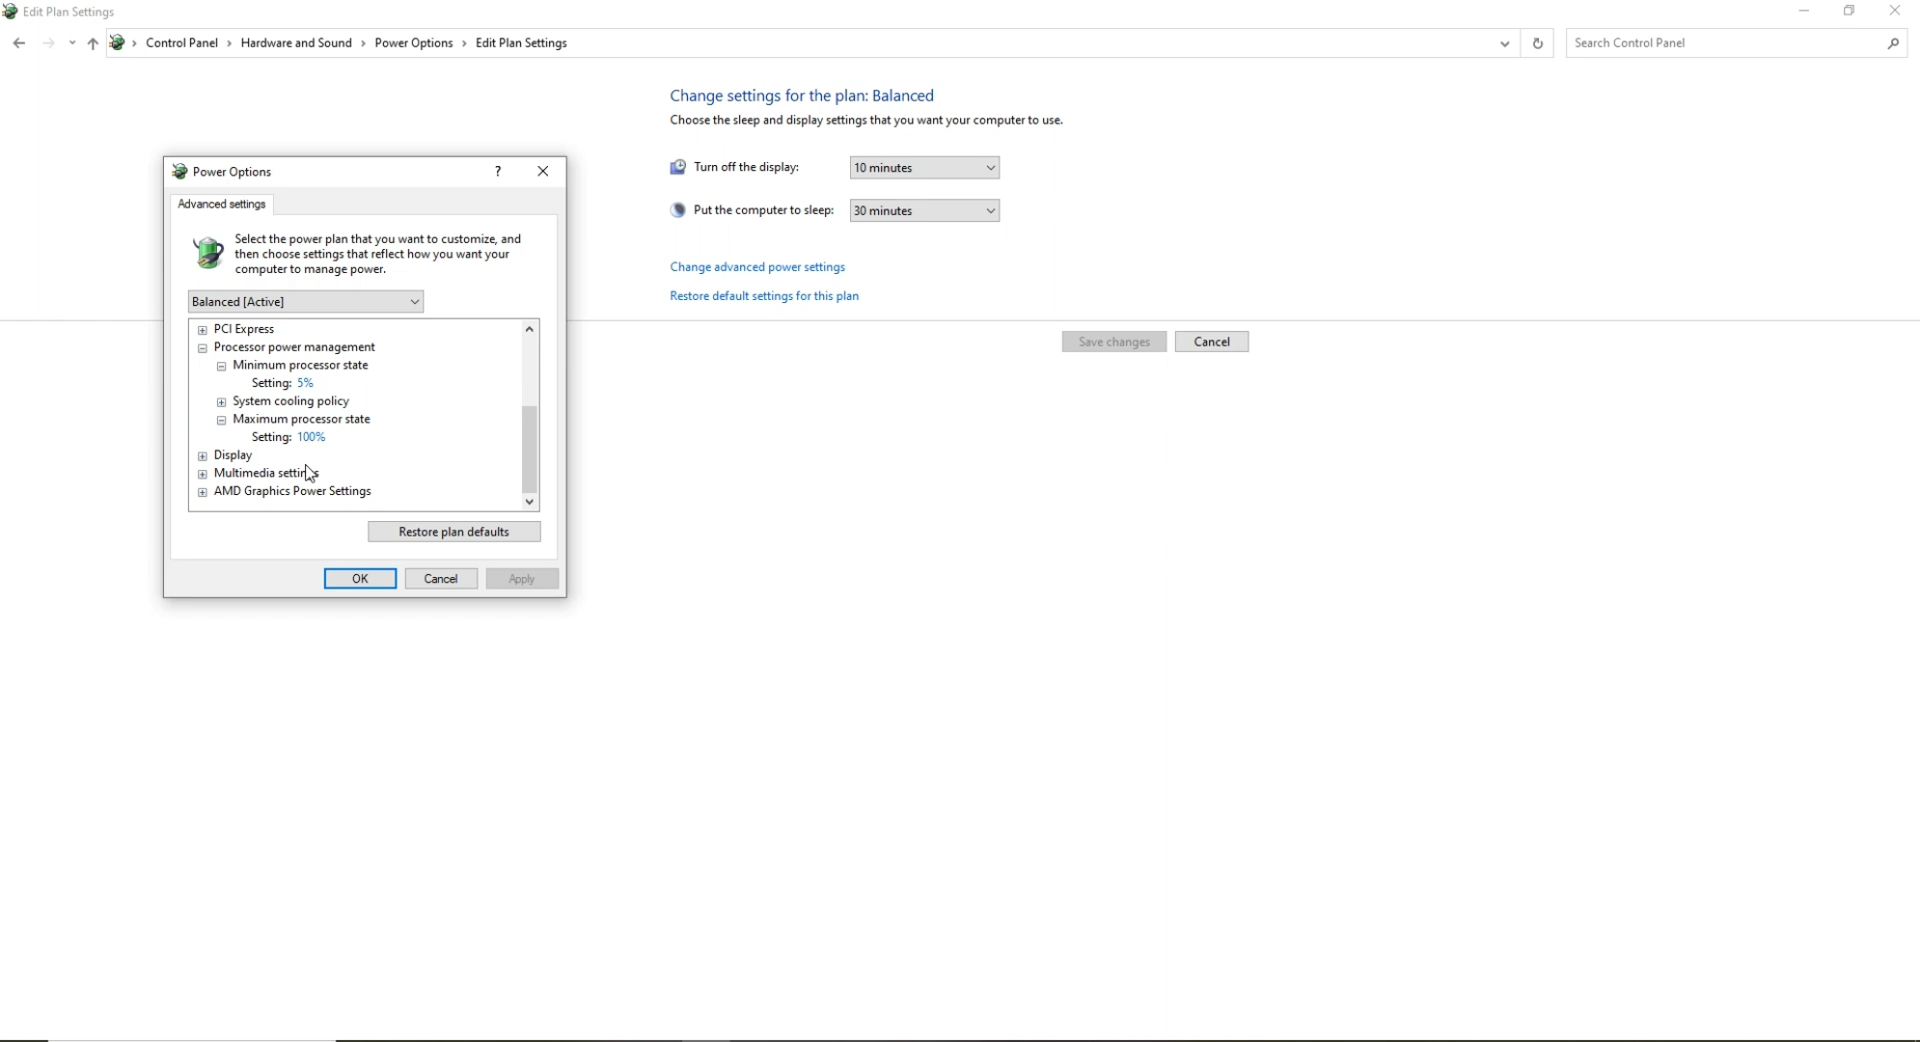 Edit Plan Settings
Control Panel › Hardware and Sound › Power Options › Edit Plan Settings
Search Control Panel
Change settings for the plan: Balanced
Choose the sleep and display settings that you want your computer to use.
Turn off the display: 10 minutes
Put the computer to sleep: 30 minutes
Change advanced power settings
Restore default settings for this plan
Save changes Cancel
Power Options ?
Advanced settings
Select the power plan that you want to customize, and
then choose settings that reflect how you want your
computer to manage power.
Balanced [Active]
PCI Express
Processor power management
Minimum processor state
Setting: 5%
System cooling policy
Maximum processor state
Setting: 100%
Display
Multimedia settings
AMD Graphics Power Settings
Restore plan defaults
OK Cancel Apply